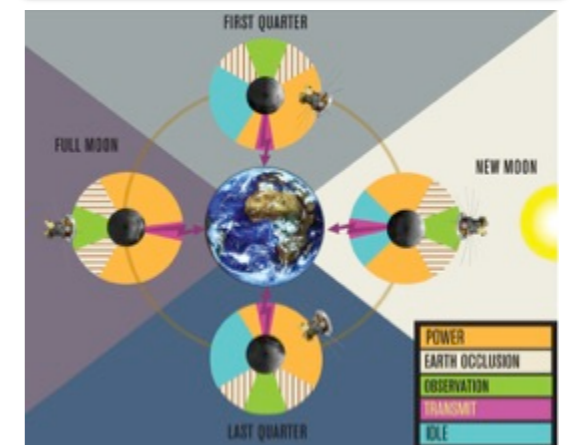 FIRST QUARTER
FULL MOON
NEW MOON
POWER
EARTH OCCLUSION
OBSERVATION
TRANSMIT
IDLE
LAST QUARTER